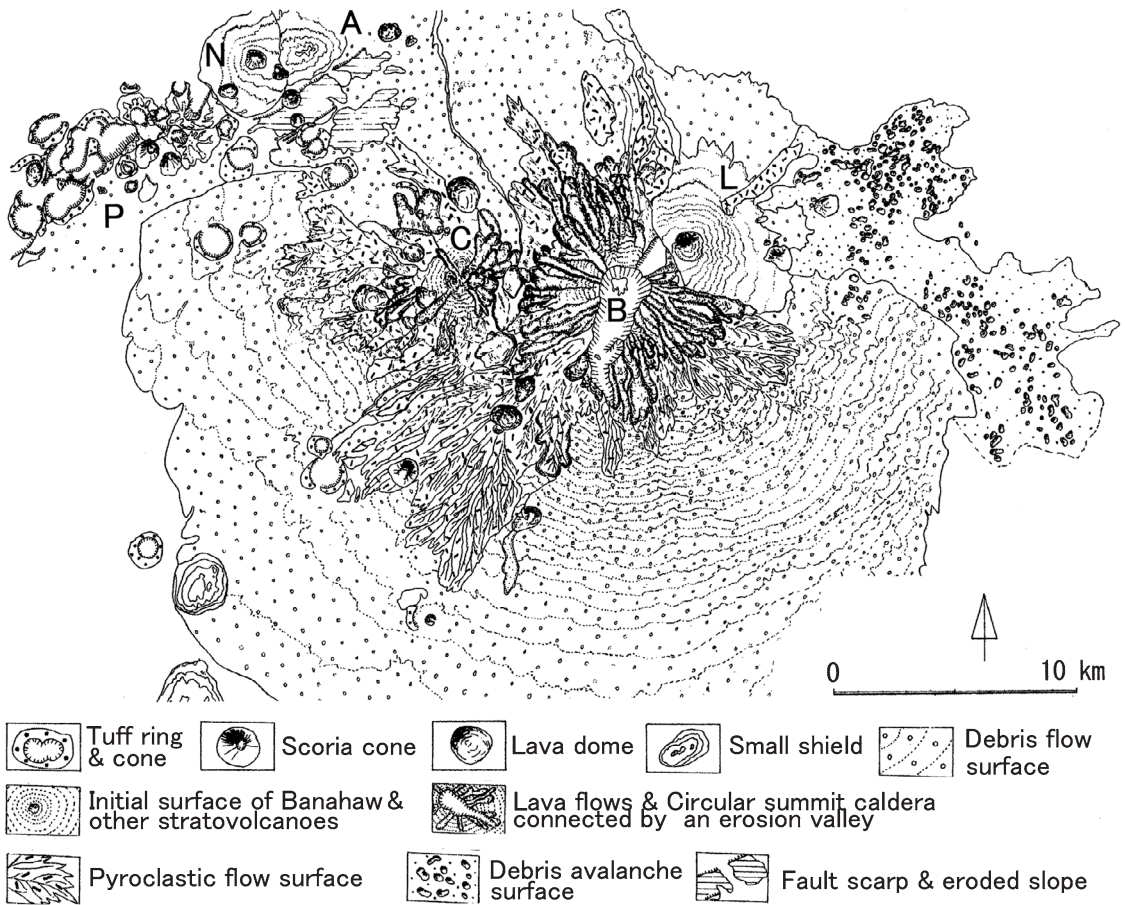 A
N
P
L
C
B
0 10 km
Tuff ring
& cone
Scoria cone
Lava dome
Small shield
Debris flow
surface
Initial surface of Banahaw &
other stratovolcanoes
Lava flows & Circular summit caldera
connected by an erosion valley
Pyroclastic flow surface
Debris avalanche
surface
Fault scarp & eroded slope